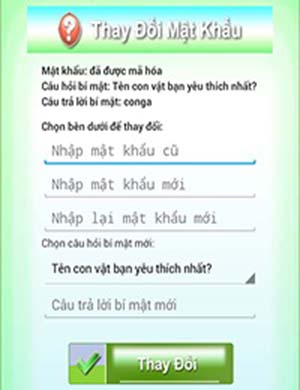 Thay Đổi Mật Khẩu
Mật khẩu: đã được mã hóa
Câu hỏi bí mật: Tên con vật bạn yêu thích nhất?
Câu trả lời bí mật: conga
Chọn bên dưới để thay đổi:
Nhập mật khẩu cũ
Nhập mật khẩu mới
Nhập lại mật khẩu mới
Chọn câu hỏi bí mật mới:
Tên con vật bạn yêu thích nhất?
Câu trả lời bí mật mới
Thay Đổi